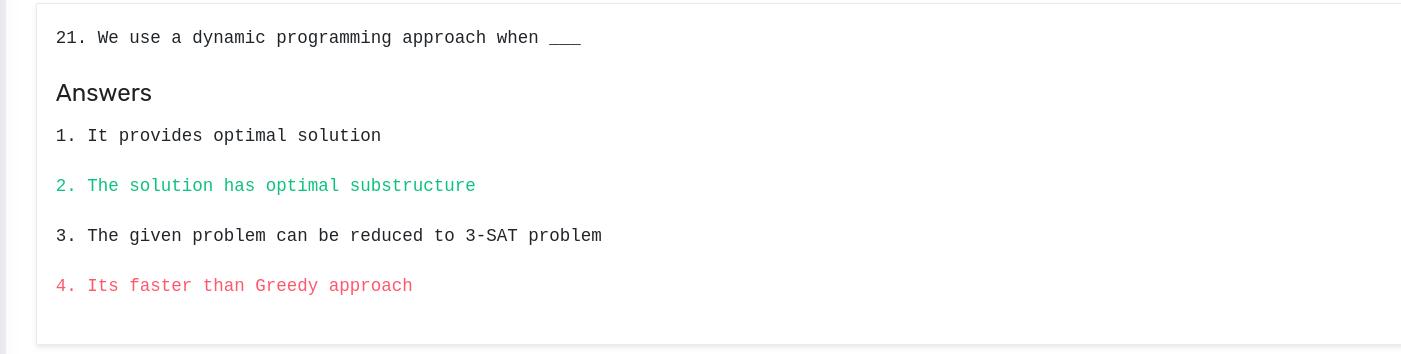 21. We use a dynamic programming approach when ___
Answers
1. It provides optimal solution
2. The solution has optimal substructure
3. The given problem can be reduced to 3-SAT problem
4. Its faster than Greedy approach